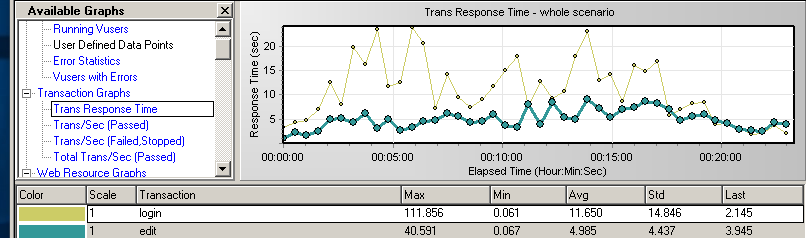 Available Graphs
Running Vusers
User Defined Data Points
Error Statistics
Vusers with Errors
Transaction Graphs
Trans Response Time
Trans/Sec (Passed)
Trans/Sec (Failed,Stopped)
Total Trans/Sec (Passed)
Web Resource Graphs
Trans Response Time - whole scenario
Response Time (sec)
20
15
10
5
00:00:00 00:05:00 00:10:00 00:15:00 00:20:00
Elapsed Time (Hour:Min:Sec)
Color Scale Transaction Max Min Avg Std Last
1 login 111.856 0.061 11.650 14.846 2.145
1 edit 40.591 0.067 4.985 4.437 3.945